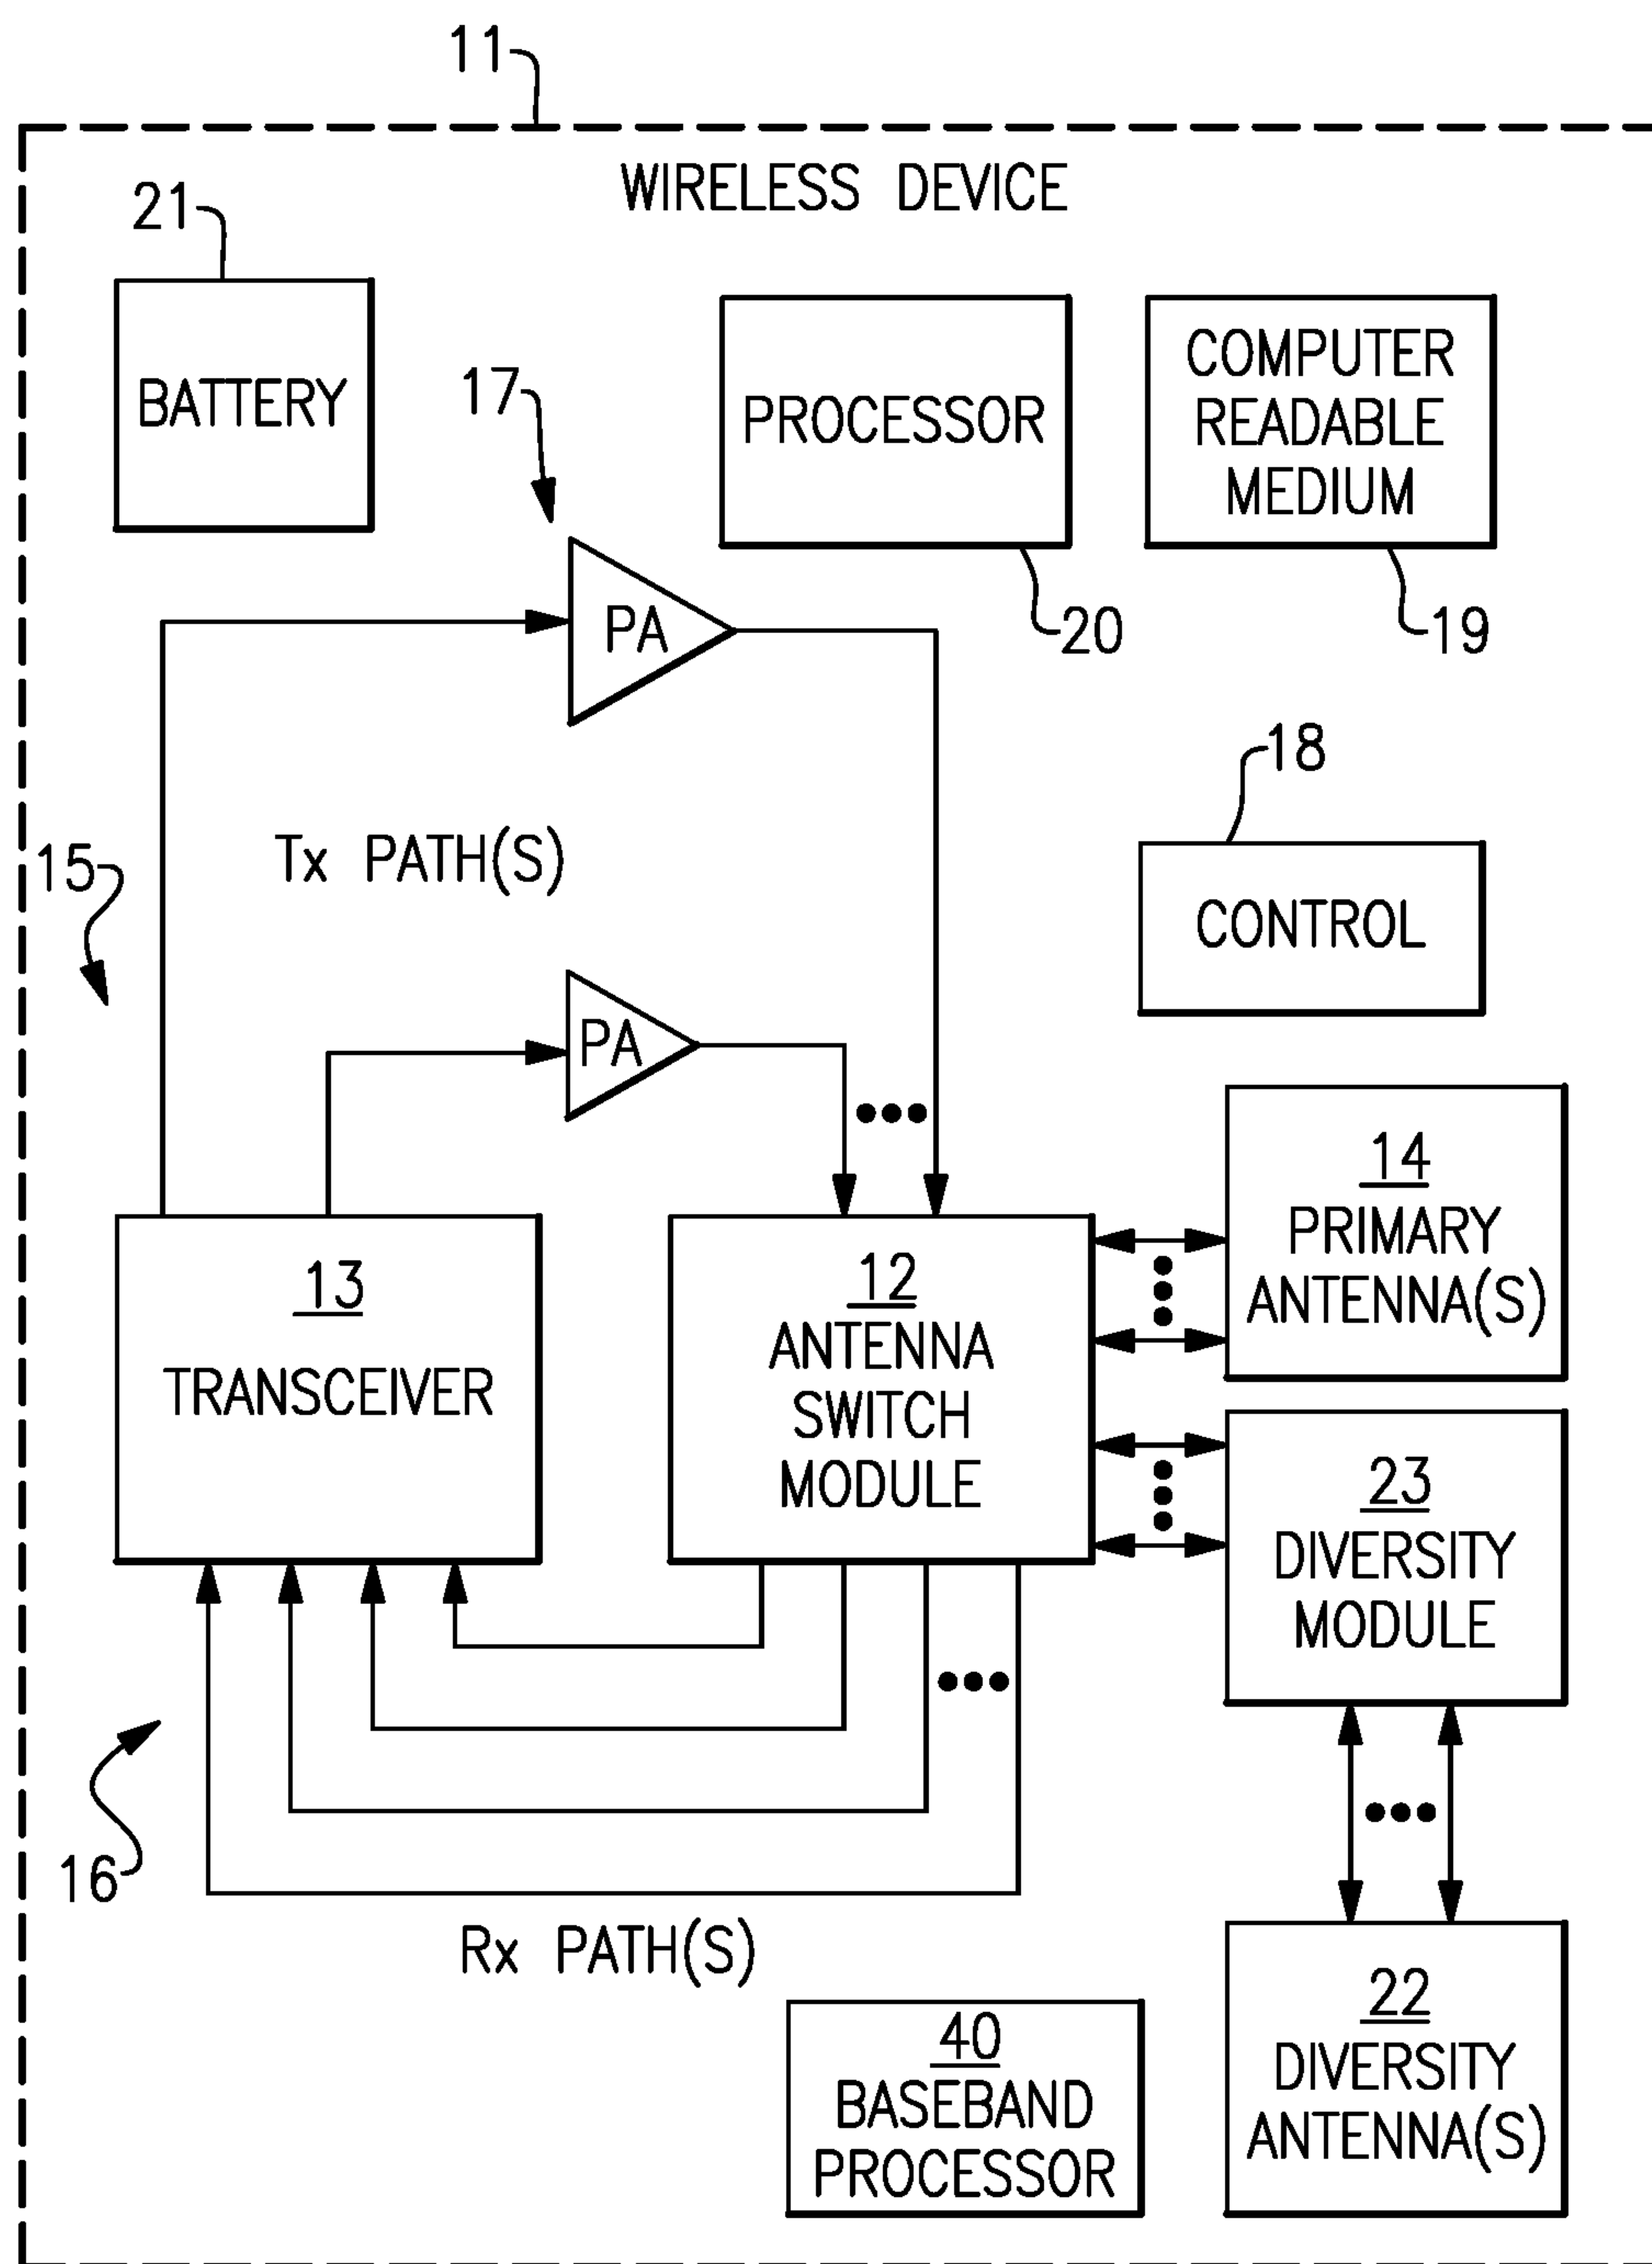 11
WIRELESS DEVICE
21
BATTERY
17
PROCESSOR
20
COMPUTER
READABLE
MEDIUM
19
PA
18
CONTROL
15
Tx PATH(S)
PA
13
TRANSCEIVER
12
ANTENNA
SWITCH
MODULE
14
PRIMARY
ANTENNA(S)
23
DIVERSITY
MODULE
16
Rx PATH(S)
40
BASEBAND
PROCESSOR
22
DIVERSITY
ANTENNA(S)